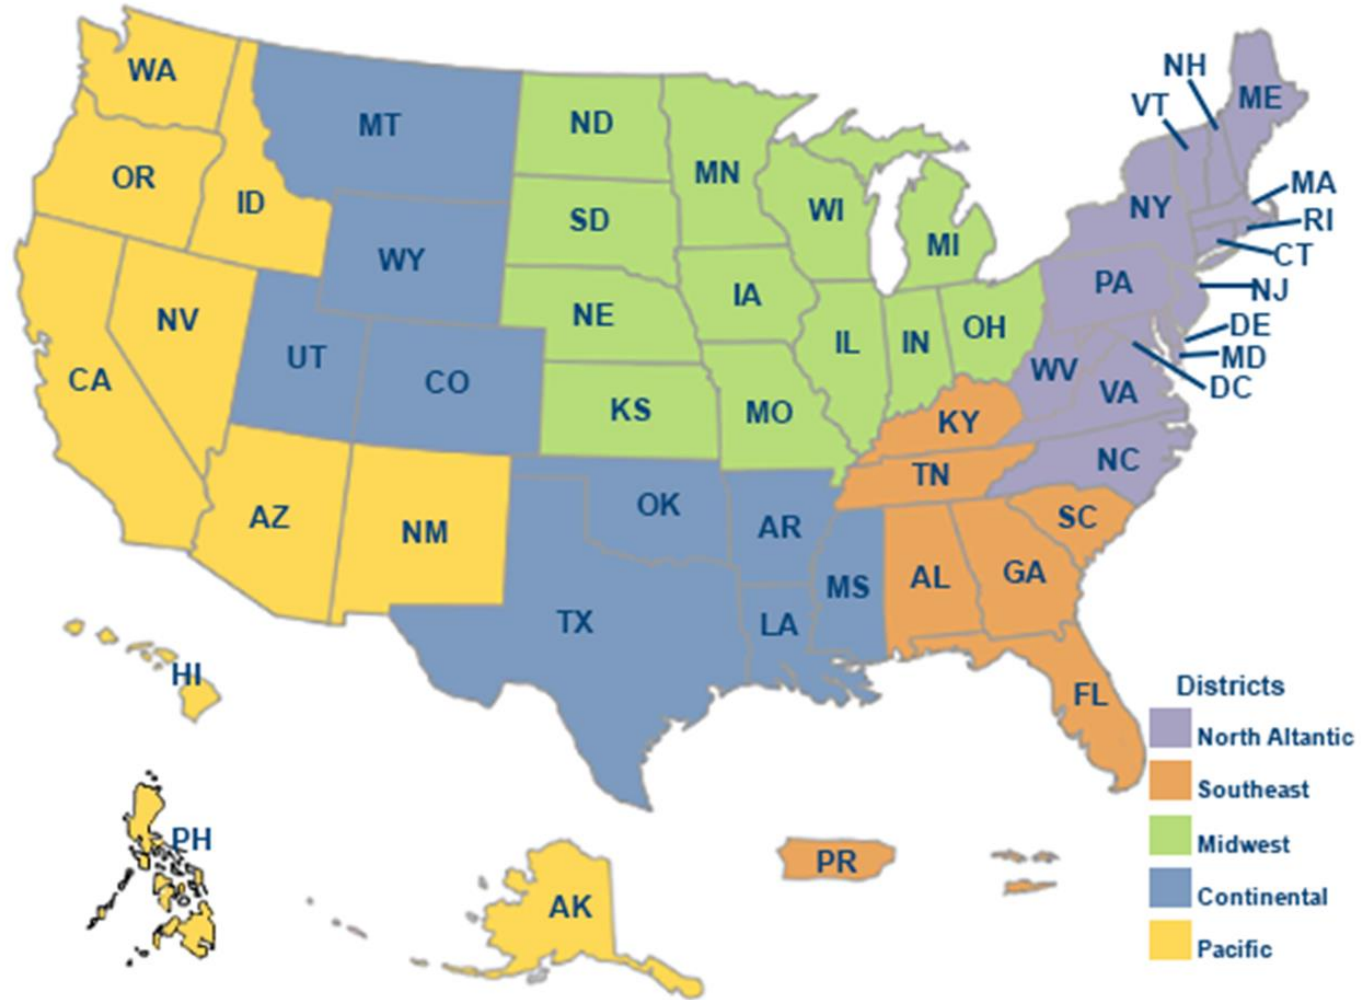 WA
MT
ND
MN
OR
ID
SD
WI
MI
NH
VT
ME
MA
RI
CT
NY
WY
NE
IA
PA
NJ
NV
UT
CO
IL
IN
OH
DE
MD
DC
CA
KS
MO
WV
VA
KY
NC
TN
AZ
NM
OK
AR
SC
TX
LA
MS
AL
GA
FL
HI
PH
AK
PR
Districts
North Altantic
Southeast
Midwest
Continental
Pacific